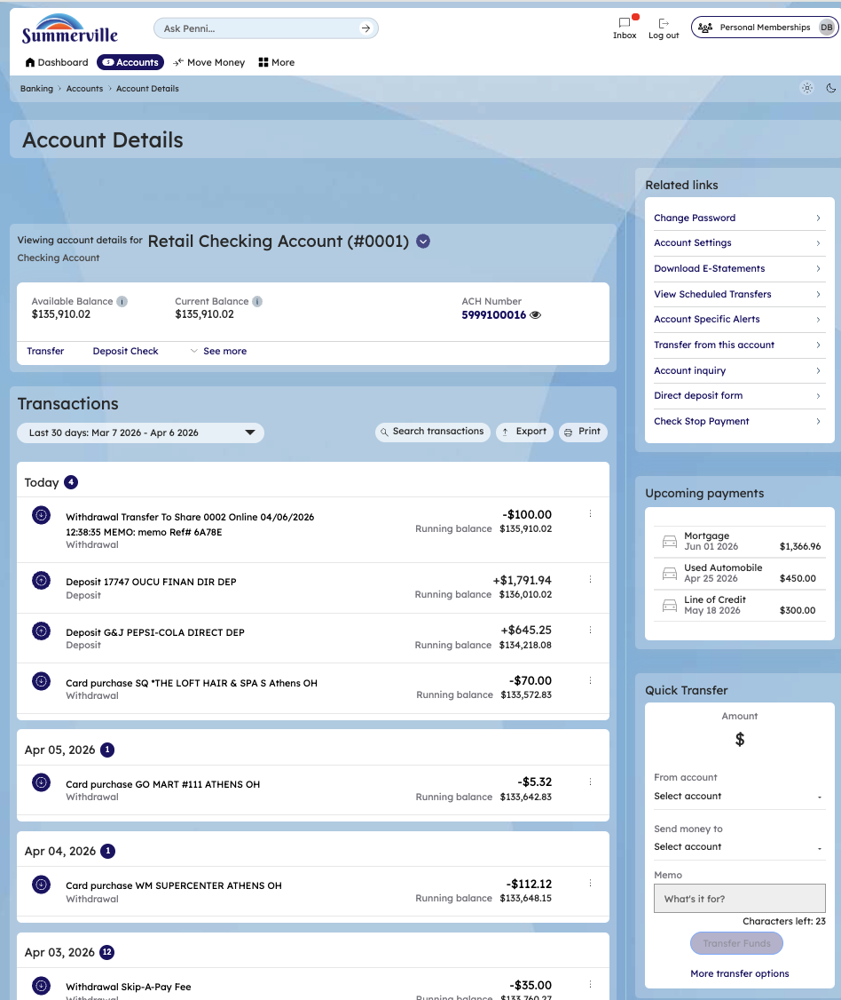 Summerville
Ask Penni...
Inbox
Log out
Personal Memberships DB
Dashboard
Accounts
Move Money
More
Banking > Accounts > Account Details
Account Details
Viewing account details for Retail Checking Account (#0001)
Checking Account
Available Balance i
$135,910.02
Current Balance i
$135,910.02
ACH Number
5999100016
Transfer
Deposit Check
See more
Transactions
Last 30 days: Mar 7 2026 - Apr 6 2026
Search transactions
Export
Print
Today 4
Withdrawal Transfer To Share 0002 Online 04/06/2026
12:38:35 MEMO: memo Ref# 6A78E
Withdrawal
-$100.00
Running balance $135,910.02
Deposit 17747 OUCU FINAN DIR DEP
Deposit
+$1,791.94
Running balance $136,010.02
Deposit G&J PEPSI-COLA DIRECT DEP
Deposit
+$645.25
Running balance $134,218.08
Card purchase SQ *THE LOFT HAIR & SPA S Athens OH
Withdrawal
-$70.00
Running balance $133,572.83
Apr 05, 2026 1
Card purchase GO MART #111 ATHENS OH
Withdrawal
-$5.32
Running balance $133,642.83
Apr 04, 2026 1
Card purchase WM SUPERCENTER ATHENS OH
Withdrawal
-$112.12
Running balance $133,648.15
Apr 03, 2026 12
Withdrawal Skip-A-Pay Fee
Withdrawal
-$35.00
Running balance $133,760.27
Related links
Change Password
Account Settings
Download E-Statements
View Scheduled Transfers
Account Specific Alerts
Transfer from this account
Account inquiry
Direct deposit form
Check Stop Payment
Upcoming payments
Mortgage
Jun 01 2026 $1,366.96
Used Automobile
Apr 25 2026 $450.00
Line of Credit
May 18 2026 $300.00
Quick Transfer
Amount
$
From account
Select account -
Send money to
Select account -
Memo
What's it for?
Characters left: 23
Transfer Funds
More transfer options